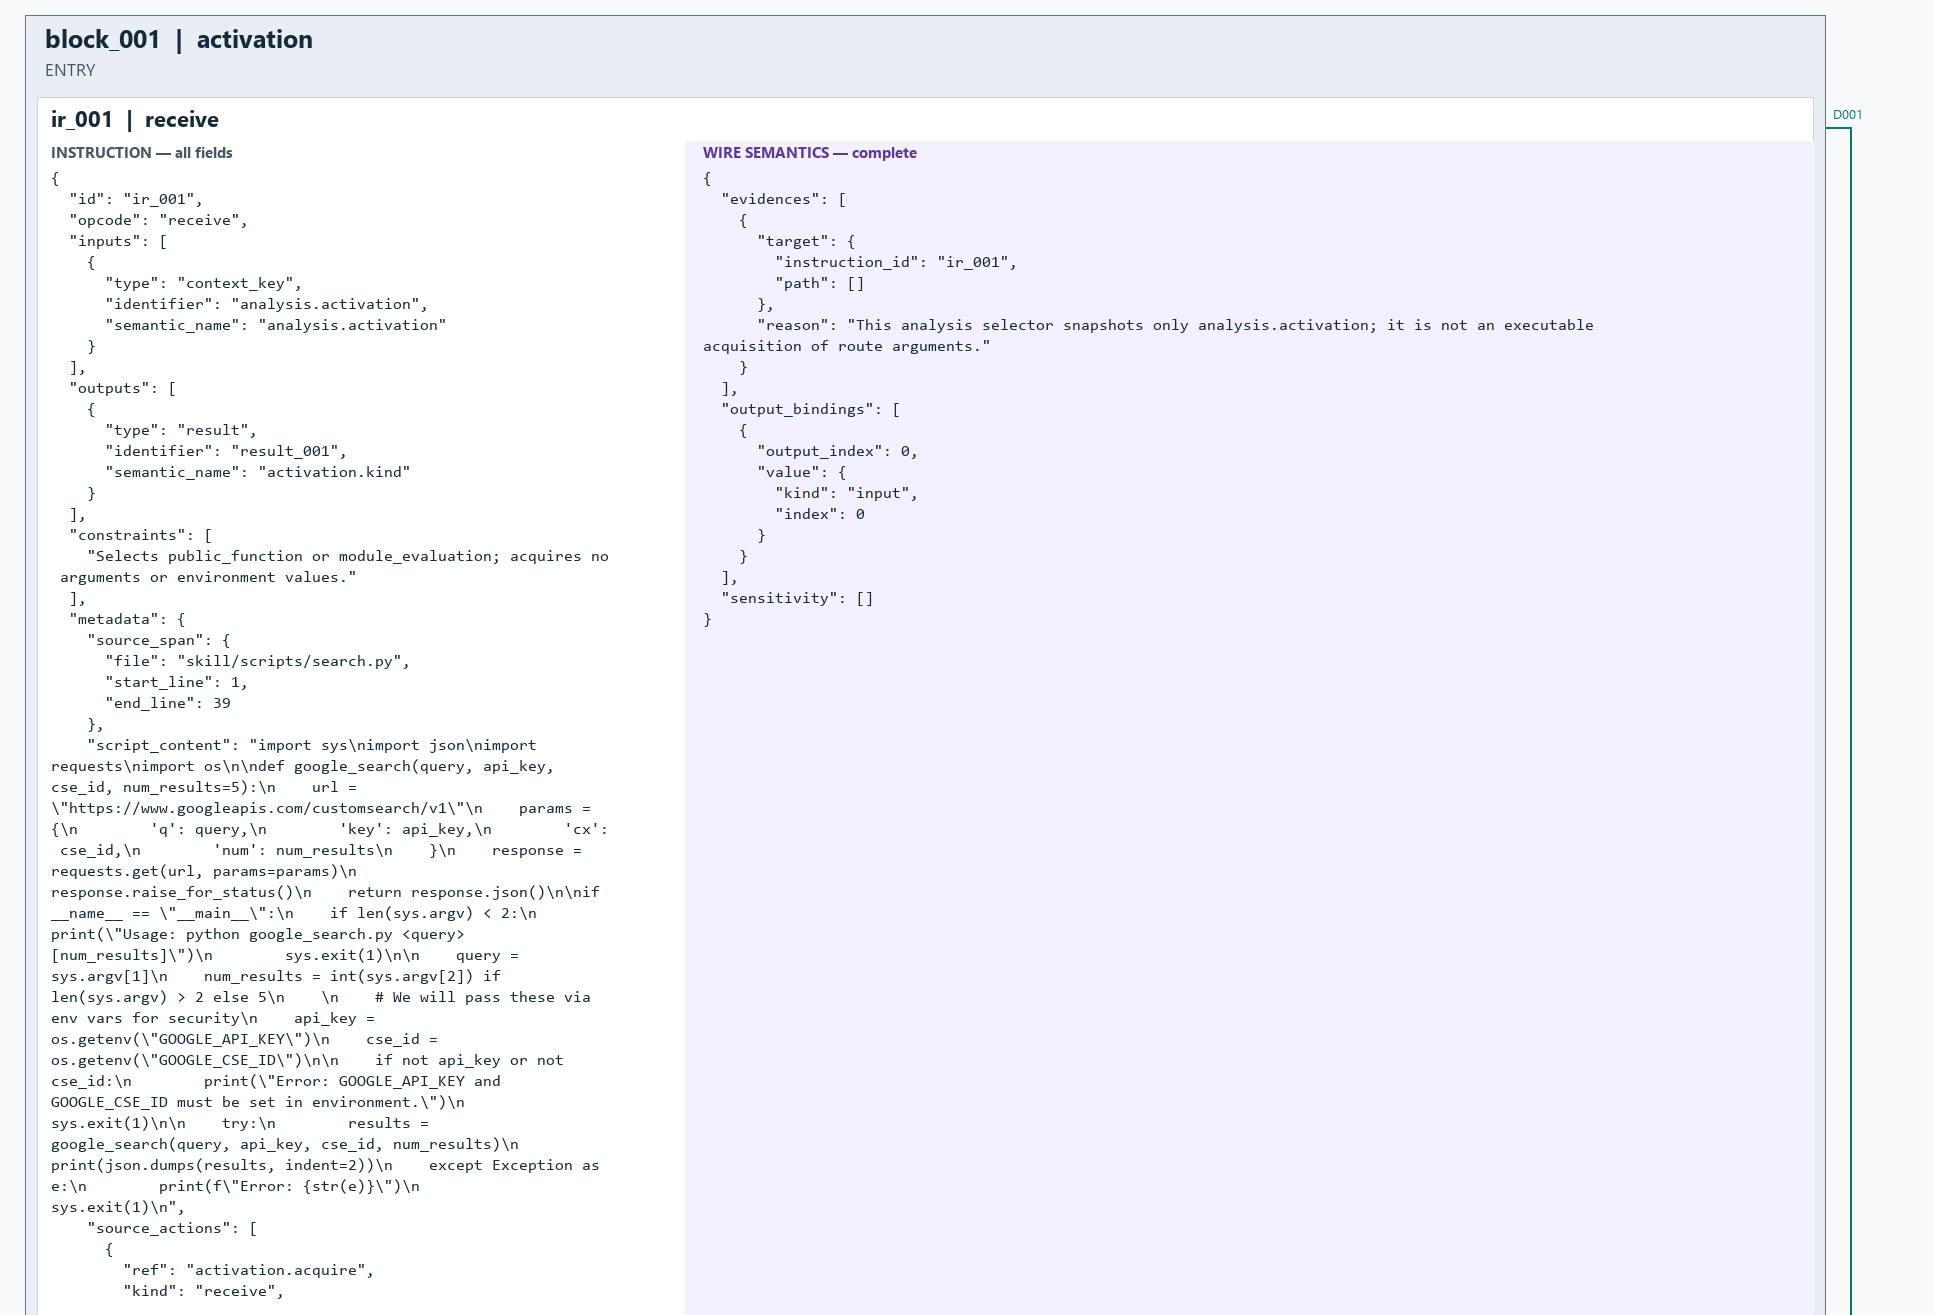 block_001 | activation
ENTRY
ir_001 | receive
D001
INSTRUCTION — all fields
{
  "id": "ir_001",
  "opcode": "receive",
  "inputs": [
    {
      "type": "context_key",
      "identifier": "analysis.activation",
      "semantic_name": "analysis.activation"
    }
  ],
  "outputs": [
    {
      "type": "result",
      "identifier": "result_001",
      "semantic_name": "activation.kind"
    }
  ],
  "constraints": [
    "Selects public_function or module_evaluation; acquires no
 arguments or environment values."
  ],
  "metadata": {
    "source_span": {
      "file": "skill/scripts/search.py",
      "start_line": 1,
      "end_line": 39
    },
    "script_content": "import sys\nimport json\nimport
requests\nimport os\n\ndef google_search(query, api_key,
cse_id, num_results=5):\n    url =
\"https://www.googleapis.com/customsearch/v1\"\n    params =
{\n        'q': query,\n        'key': api_key,\n        'cx':
 cse_id,\n        'num': num_results\n    }\n    response =
requests.get(url, params=params)\n
response.raise_for_status()\n    return response.json()\n\nif
__name__ == \"__main__\":\n    if len(sys.argv) < 2:\n
print(\"Usage: python google_search.py <query>
[num_results]\")\n        sys.exit(1)\n\n    query =
sys.argv[1]\n    num_results = int(sys.argv[2]) if
len(sys.argv) > 2 else 5\n    \n    # We will pass these via
env vars for security\n    api_key =
os.getenv(\"GOOGLE_API_KEY\")\n    cse_id =
os.getenv(\"GOOGLE_CSE_ID\")\n\n    if not api_key or not
cse_id:\n        print(\"Error: GOOGLE_API_KEY and
GOOGLE_CSE_ID must be set in environment.\")\n
sys.exit(1)\n\n    try:\n        results =
google_search(query, api_key, cse_id, num_results)\n
print(json.dumps(results, indent=2))\n    except Exception as
e:\n        print(f\"Error: {str(e)}\")\n
sys.exit(1)\n",
    "source_actions": [
      {
        "ref": "activation.acquire",
        "kind": "receive",
WIRE SEMANTICS — complete
{
  "evidences": [
    {
      "target": {
        "instruction_id": "ir_001",
        "path": []
      },
      "reason": "This analysis selector snapshots only analysis.activation; it is not an executable
acquisition of route arguments."
    }
  ],
  "output_bindings": [
    {
      "output_index": 0,
      "value": {
        "kind": "input",
        "index": 0
      }
    }
  ],
  "sensitivity": []
}